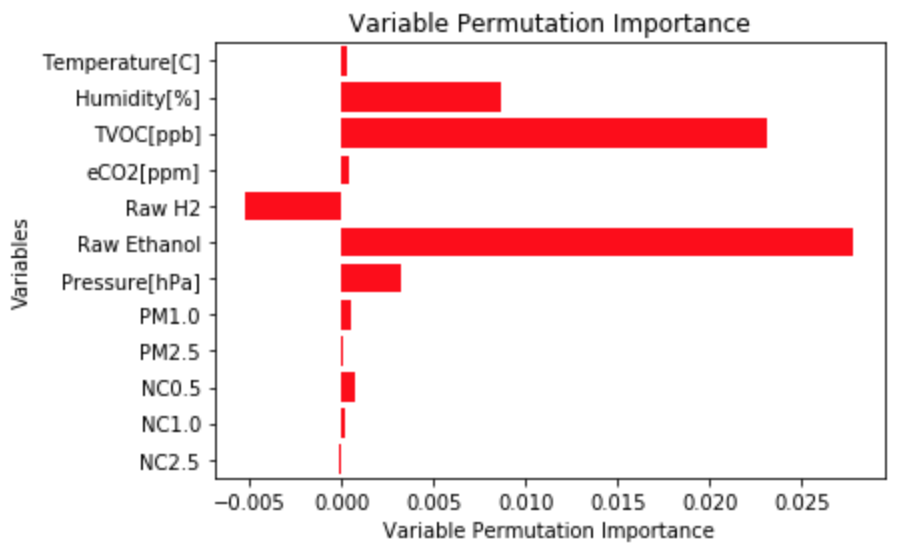 Variable Permutation Importance
Temperature[C]
Humidity[%]
TVOC[ppb]
eCO2[ppm]
Raw H2
Raw Ethanol
Pressure[hPa]
PM1.0
PM2.5
NC0.5
NC1.0
NC2.5
Variables
−0.005 0.000 0.005 0.010 0.015 0.020 0.025
Variable Permutation Importance